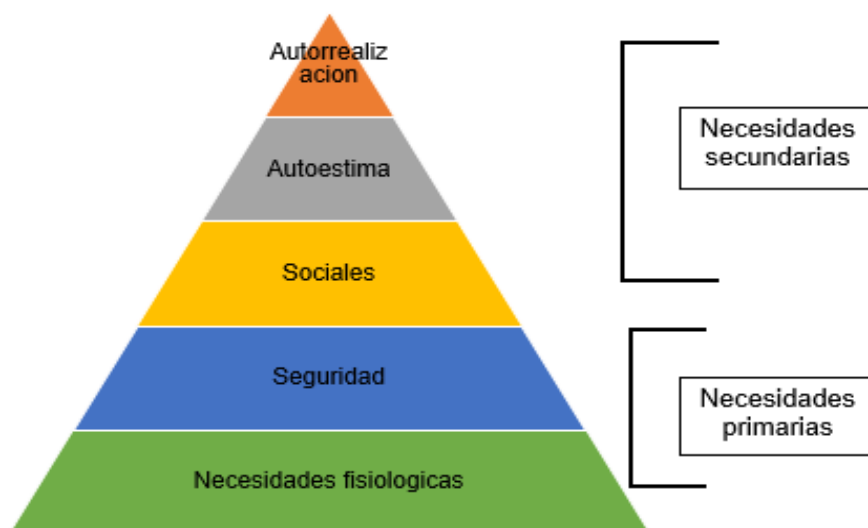 Autorrealiz
acion
Autoestima
Sociales
Seguridad
Necesidades fisiologicas
Necesidades
secundarias
Necesidades
primarias